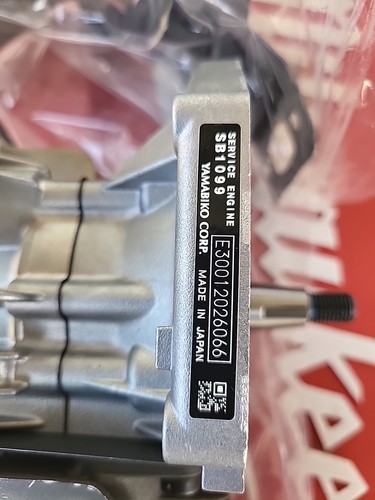 SERVICE ENGINE
SB1099
YAMABIKO CORP. MADE IN JAPAN
E30012026066